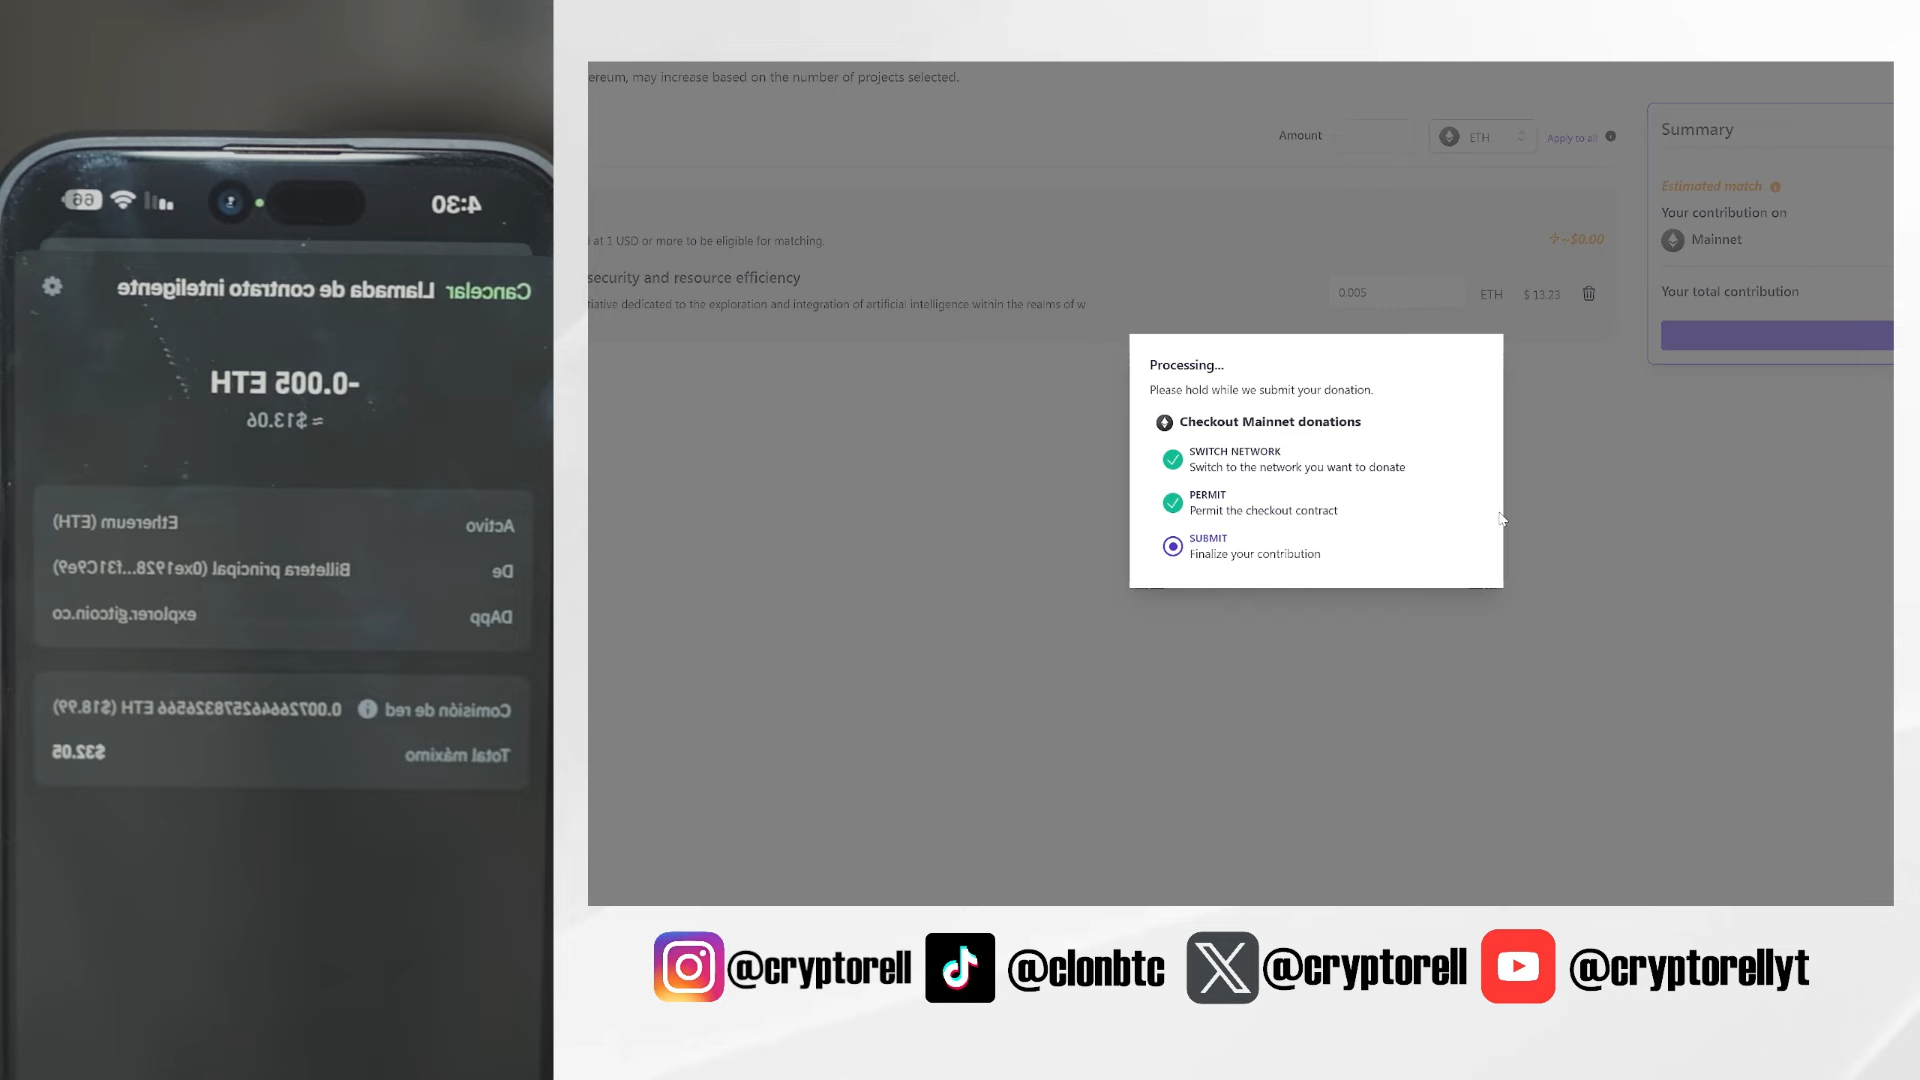 66
4:30
Cancelar Llamada de contrato inteligente
-0.005 ETH
≈ $13.06
Activo Ethereum (ETH)
De Billetera principal (0xe1928...f31C9E9)
DApp explorer.gitcoin.co
Comisión de red 0.007266462578326566 ETH ($18.99)
Total máximo $32.05
ereum, may increase based on the number of projects selected.
Amount ETH Apply to all
at 1 USD or more to be eligible for matching.
~$0.00
security and resource efficiency
tiative dedicated to the exploration and integration of artificial intelligence within the realms of w
0.005 ETH $ 13.23
Summary
Estimated match
Your contribution on
Mainnet
Your total contribution
Processing...
Please hold while we submit your donation.
Checkout Mainnet donations
SWITCH NETWORK
Switch to the network you want to donate
PERMIT
Permit the checkout contract
SUBMIT
Finalize your contribution
@cryptorell @clonbtc @cryptorell @cryptorellyt